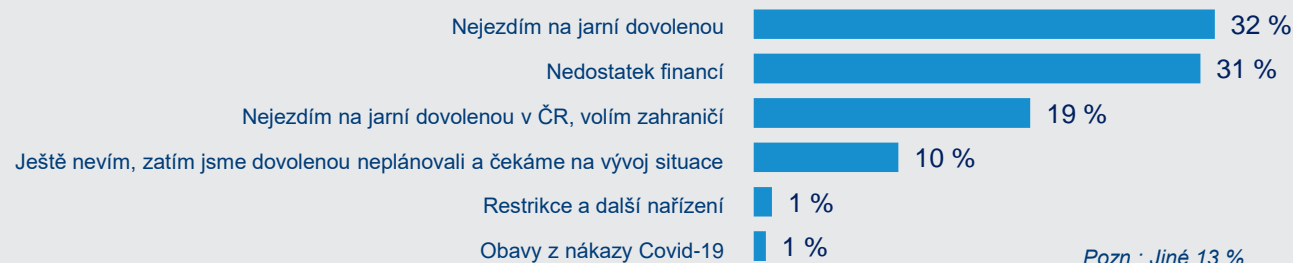 Nejezdím na jarní dovolenou 32 %
Nedostatek financí 31 %
Nejezdím na jarní dovolenou v ČR, volím zahraničí 19 %
Ještě nevím, zatím jsme dovolenou neplánovali a čekáme na vývoj situace 10 %
Restrikce a další nařízení 1 %
Obavy z nákazy Covid-19 1 %
Pozn.: Jiné 13 %